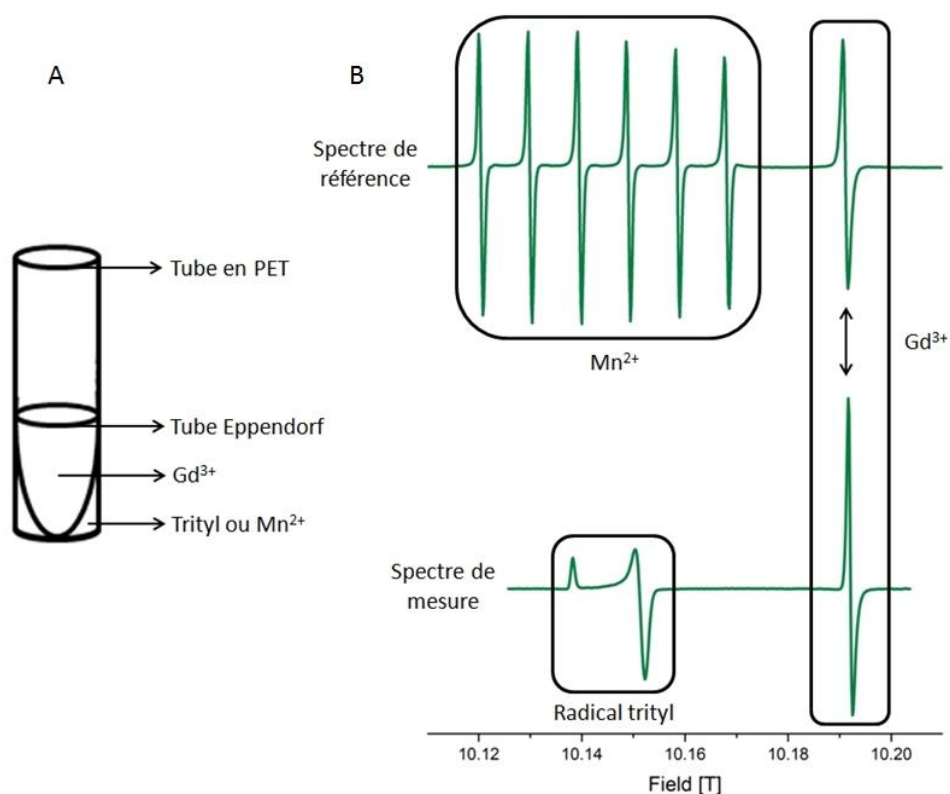 A
B
Spectre de
référence
Mn²⁺
Gd³⁺
Tube en PET
Tube Eppendorf
Gd³⁺
Trityl ou Mn²⁺
Spectre de
mesure
Radical trityl
10.12 10.14 10.16 10.18 10.20
Field [T]